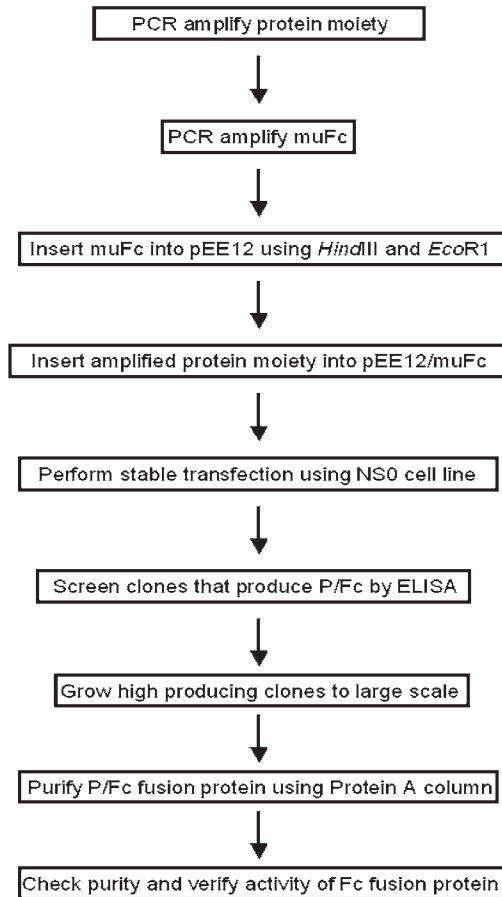 PCR amplify protein moiety
PCR amplify muFc
Insert muFc into pEE12 using HindIII and EcoR1
Insert amplified protein moiety into pEE12/muFc
Perform stable transfection using NS0 cell line
Screen clones that produce P/Fc by ELISA
Grow high producing clones to large scale
Purify P/Fc fusion protein using Protein A column
Check purity and verify activity of Fc fusion protein